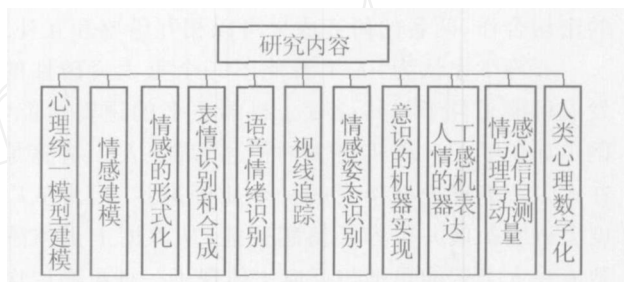 研究内容
心理统一模型建模
情感建模
情感的形式化
表情识别和合成
语音情绪识别
视线追踪
情感姿态识别
意识的机器实现
人工情感的机器表达
情感与心理信号自动测量
人类心理数字化